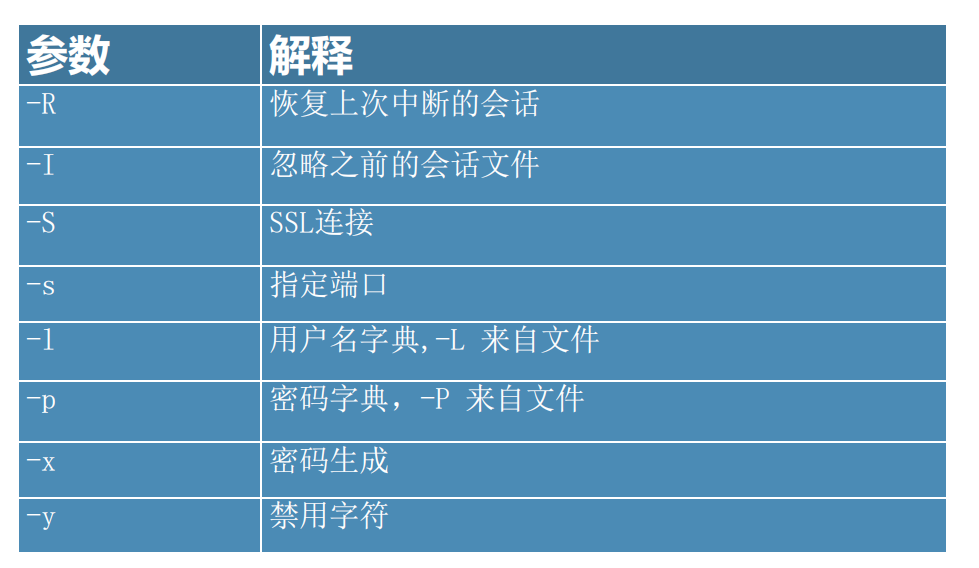 参数 解释
-R 恢复上次中断的会话
-I 忽略之前的会话文件
-S SSL连接
-s 指定端口
-l 用户名字典,-L 来自文件
-p 密码字典，-P 来自文件
-x 密码生成
-y 禁用字符